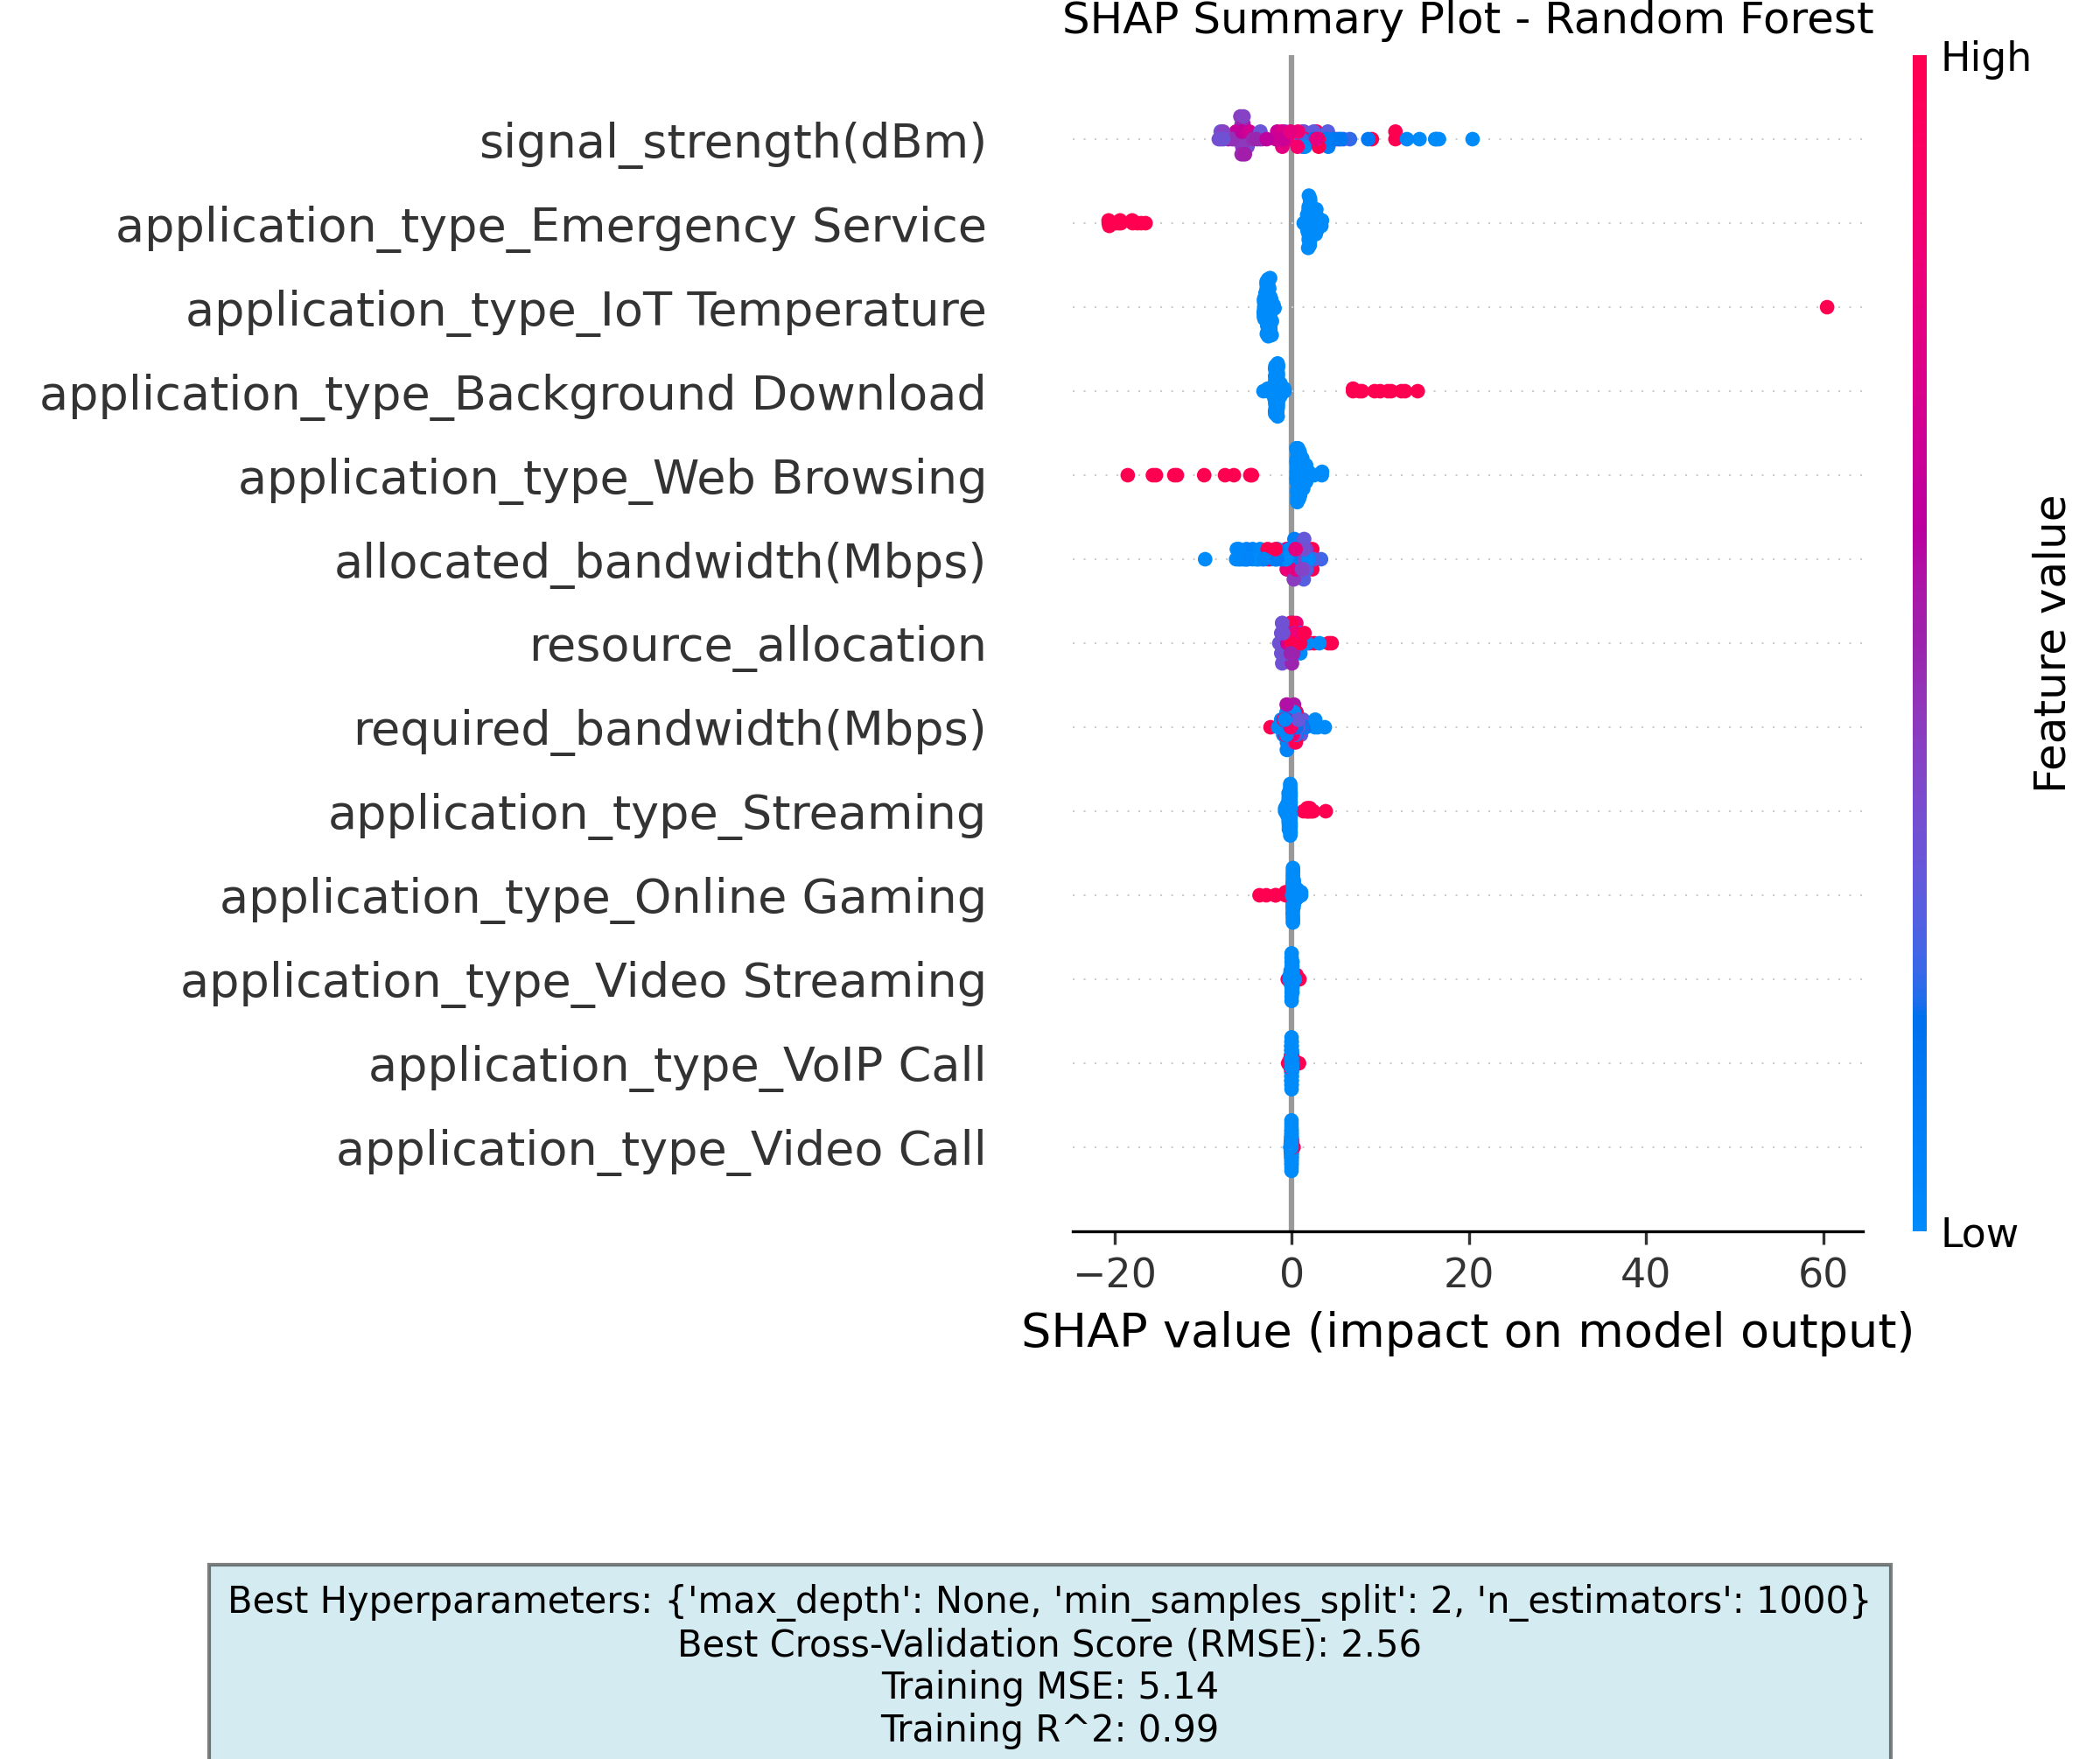 SHAP Summary Plot - Random Forest
High
signal_strength(dBm)
application_type_Emergency Service
application_type_IoT Temperature
application_type_Background Download
application_type_Web Browsing
allocated_bandwidth(Mbps)
resource_allocation
required_bandwidth(Mbps)
application_type_Streaming
application_type_Online Gaming
application_type_Video Streaming
application_type_VoIP Call
application_type_Video Call
Feature value
Low
−20 0 20 40 60
SHAP value (impact on model output)
Best Hyperparameters: {'max_depth': None, 'min_samples_split': 2, 'n_estimators': 1000}
Best Cross-Validation Score (RMSE): 2.56
Training MSE: 5.14
Training R^2: 0.99